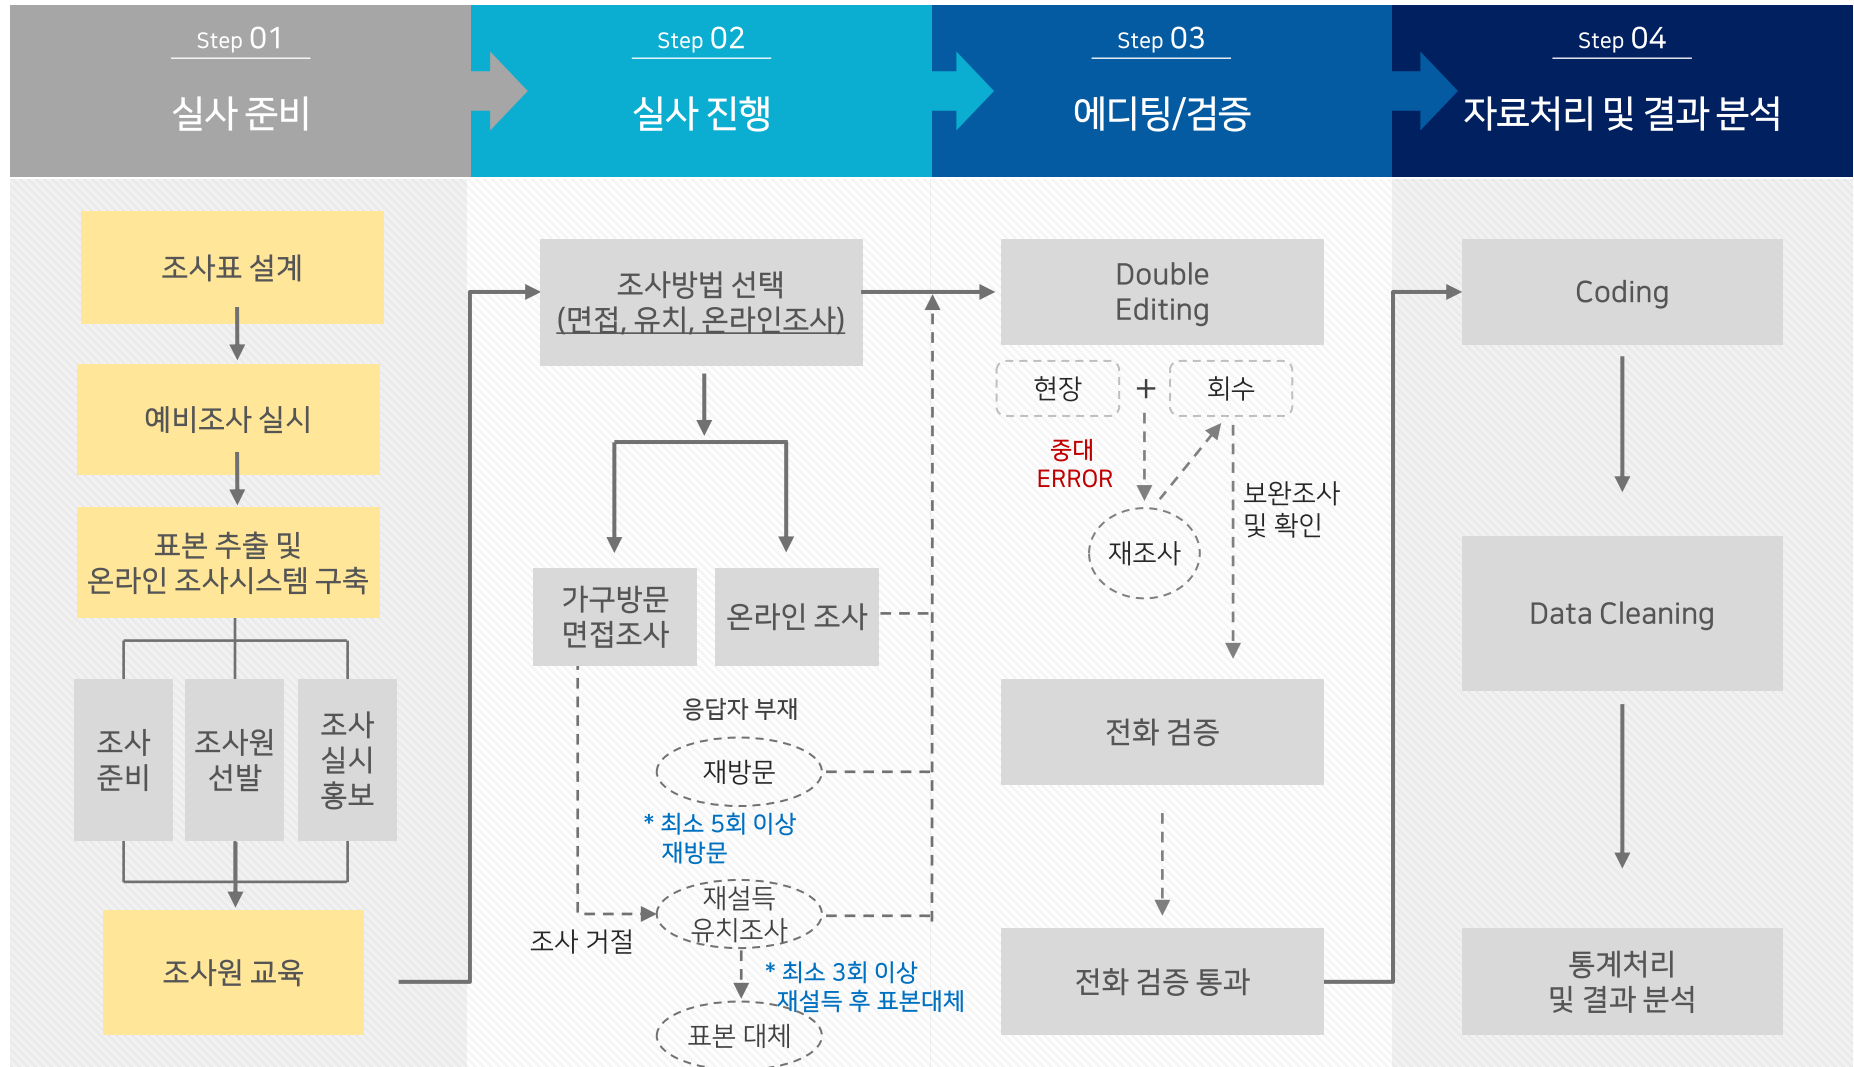 Step 01
실사 준비
Step 02
실사 진행
Step 03
에디팅/검증
Step 04
자료처리 및 결과 분석
조사표 설계
예비조사 실시
표본 추출 및
온라인 조사시스템 구축
조사
준비
조사원
선발
조사
실시
홍보
조사원 교육
조사방법 선택
(면접, 유치, 온라인조사)
가구방문
면접조사
온라인 조사
응답자 부재
재방문
* 최소 5회 이상
재방문
재설득
유치조사
조사 거절
* 최소 3회 이상
재설득 후 표본대체
표본 대체
Double
Editing
현장
+
회수
중대
ERROR
재조사
보완조사
및 확인
전화 검증
전화 검증 통과
Coding
Data Cleaning
통계처리
및 결과 분석